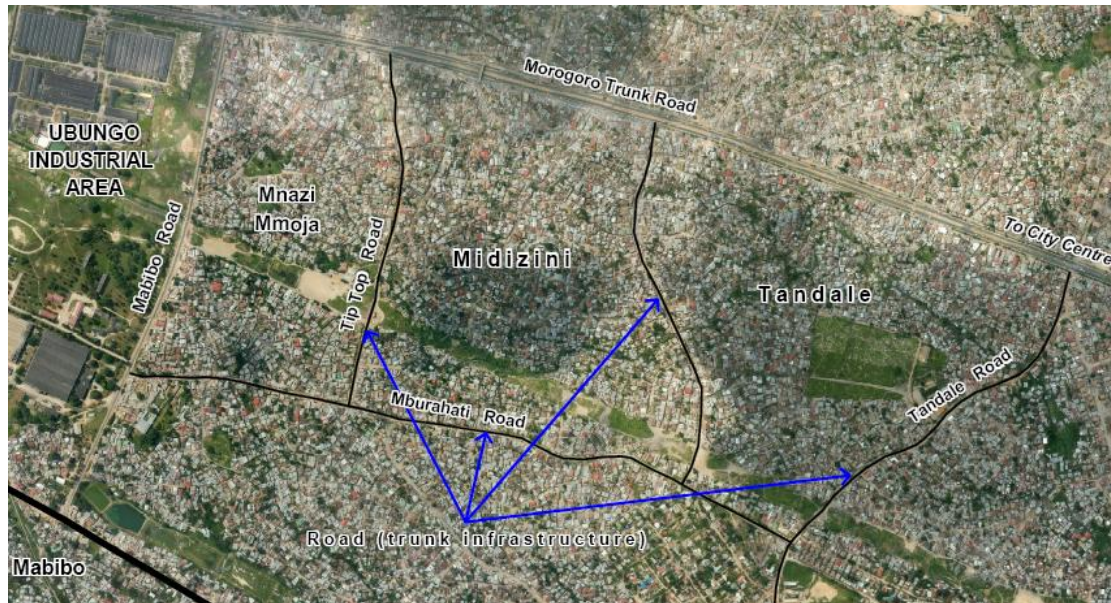 Morogoro Trunk Road
UBUNGO
INDUSTRIAL
AREA
Mnazi
Mmoja
Mabibo Road
Tip Top Road
Midizini
To City Centre
Tandale
Tandale Road
Mburahati Road
Road (trunk infrastructure)
Mabibo